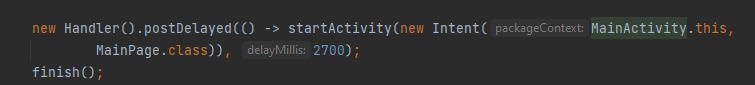 new Handler().postDelayed(() -> startActivity(new Intent( packageContext: MainActivity.this,
MainPage.class)), delayMillis: 2700);
finish();